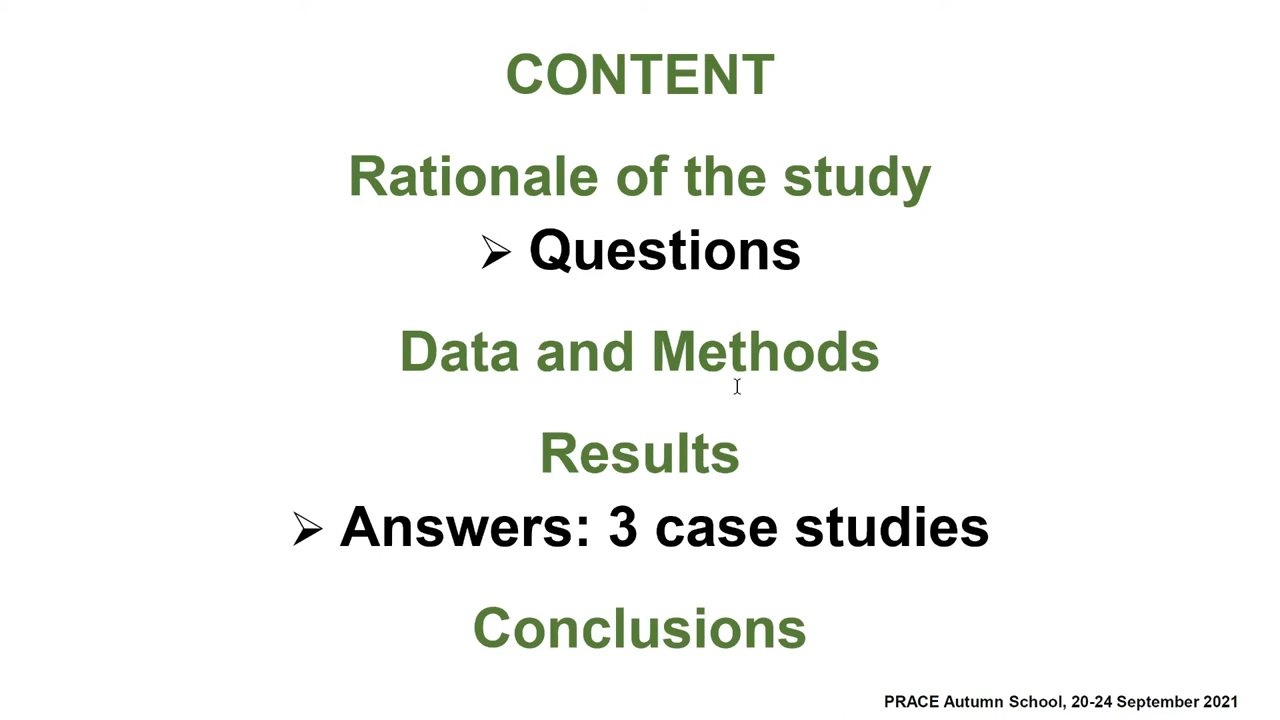 CONTENT
Rationale of the study
➢ Questions
Data and Methods
Results
➢ Answers: 3 case studies
Conclusions
PRACE Autumn School, 20-24 September 2021